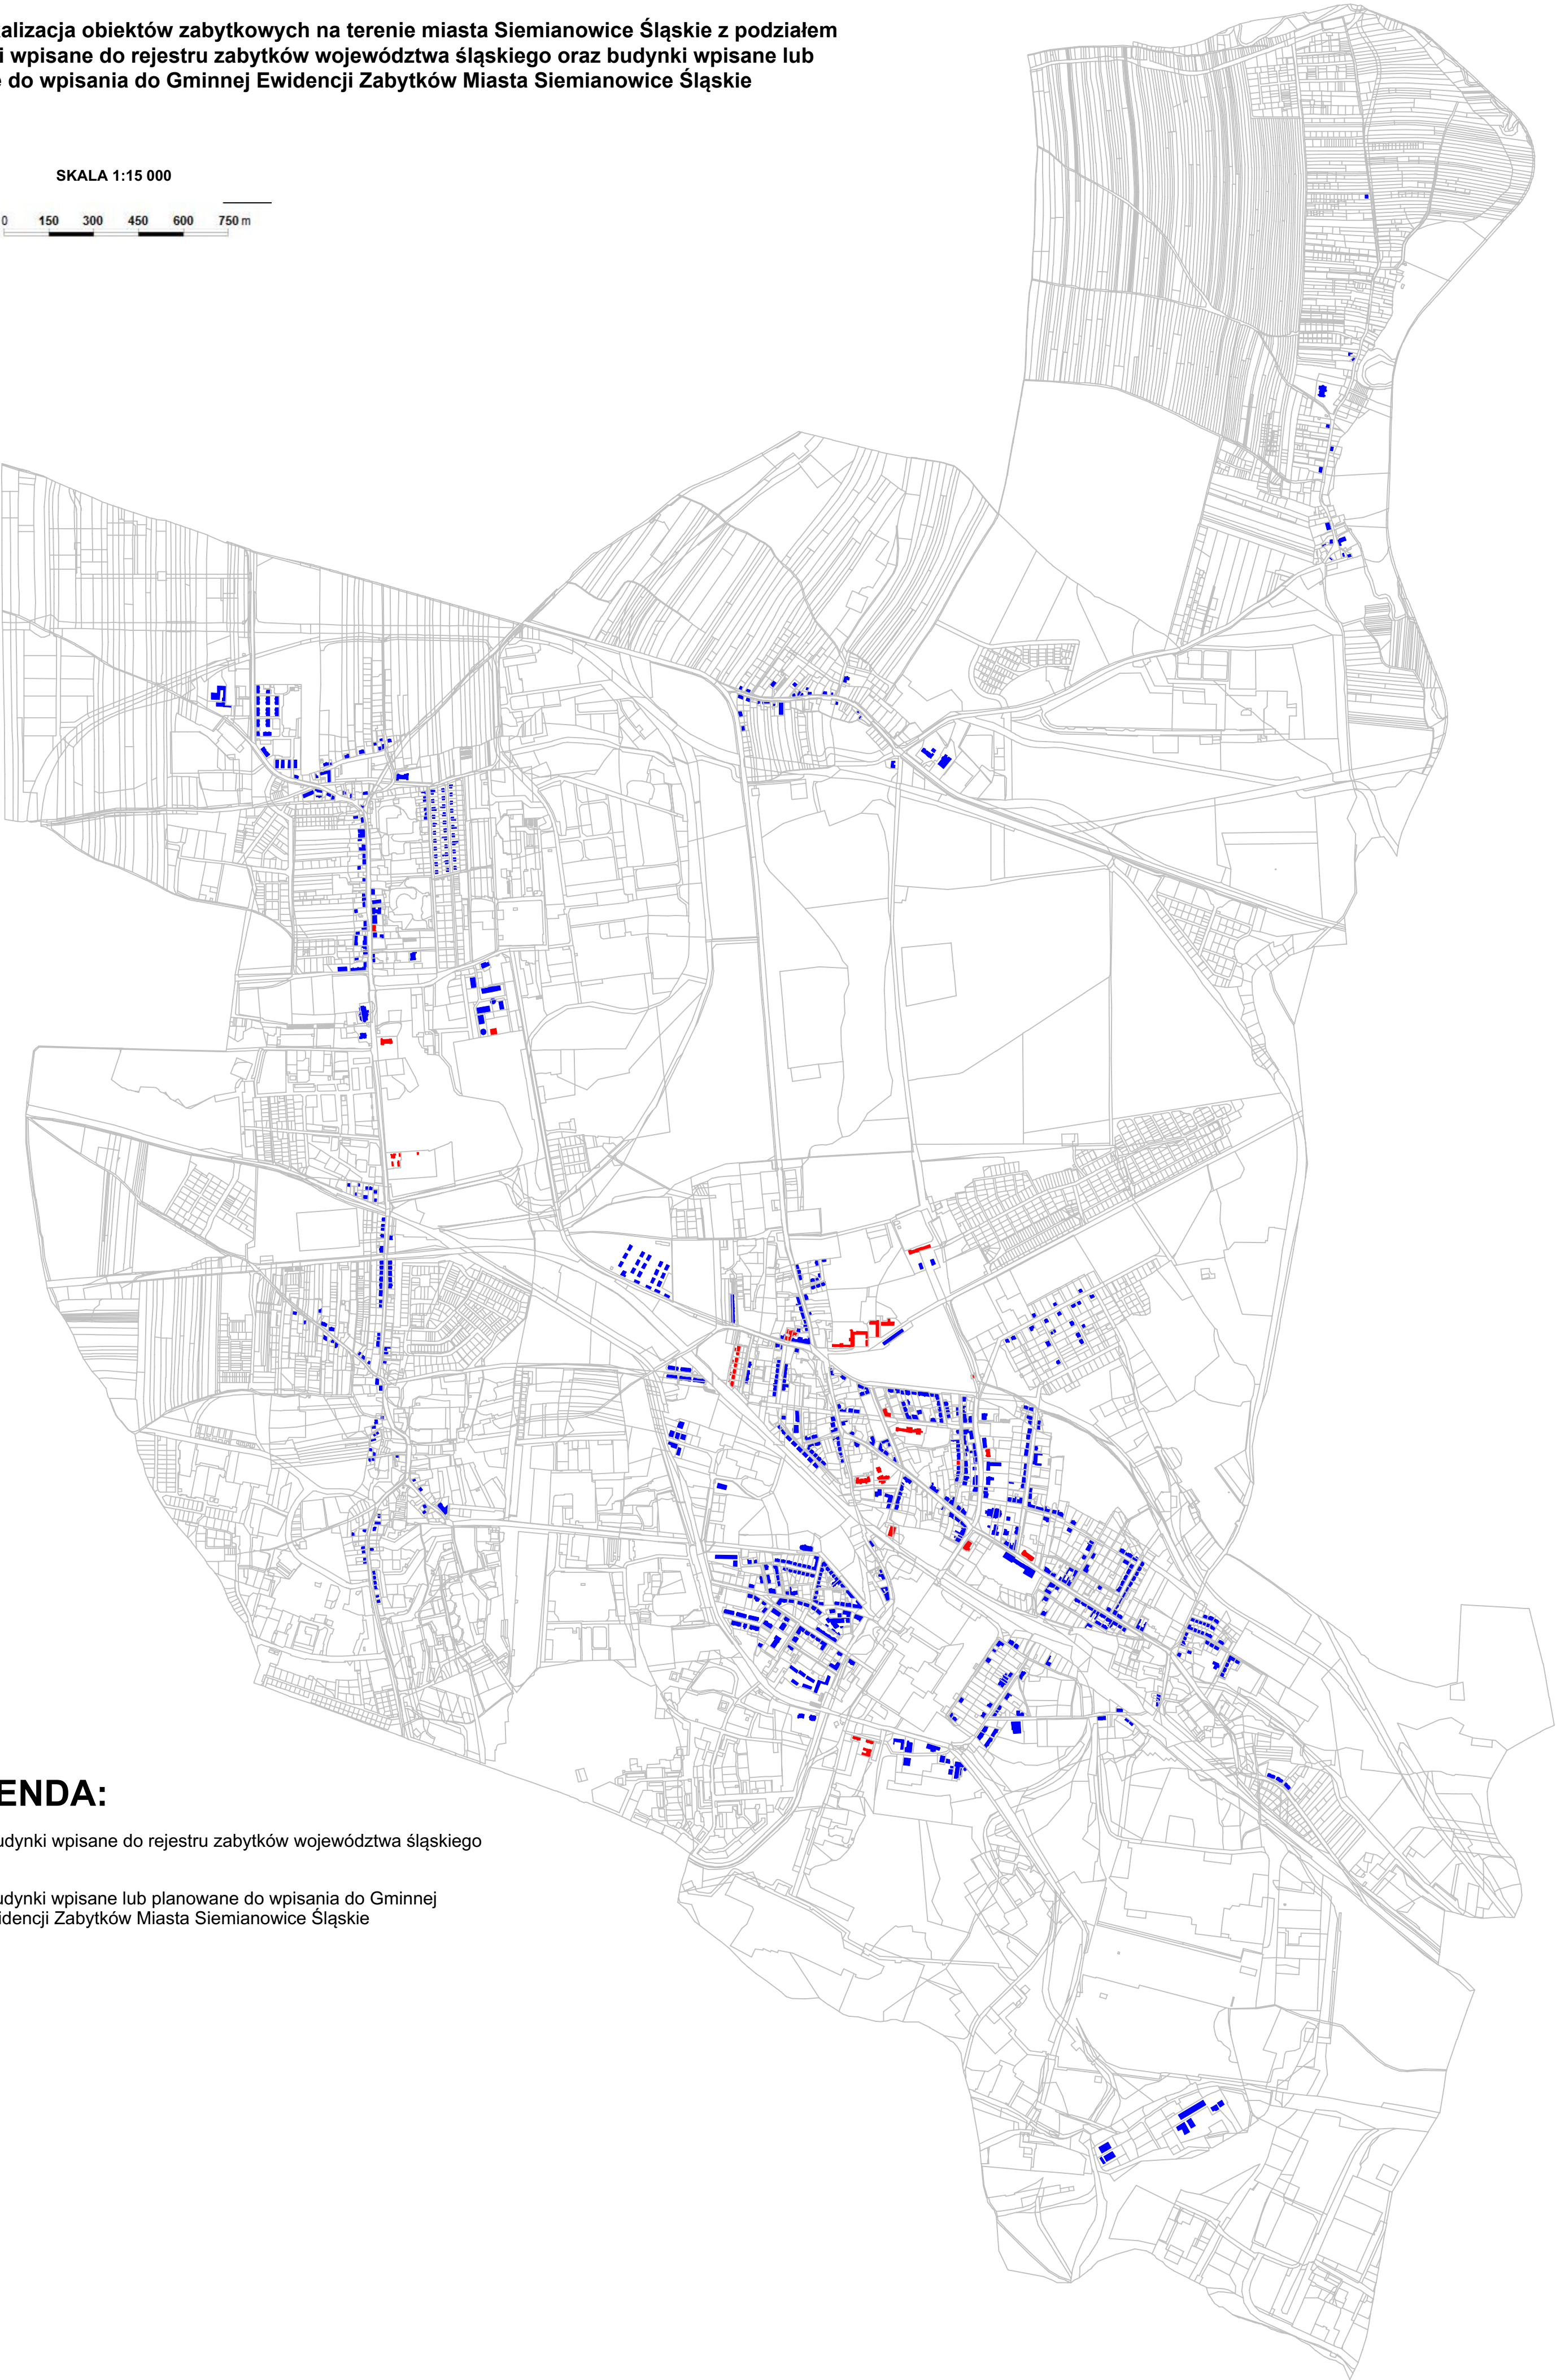 alizacja obiektów zabytkowych na terenie miasta Siemianowice Śląskie z podziałem
i wpisane do rejestru zabytków województwa śląskiego oraz budynki wpisane lub
e do wpisania do Gminnej Ewidencji Zabytków Miasta Siemianowice Śląskie
SKALA 1:15 000
0 150 300 450 600 750 m
ENDA:
udynki wpisane do rejestru zabytków województwa śląskiego
udynki wpisane lub planowane do wpisania do Gminnej
idencji Zabytków Miasta Siemianowice Śląskie